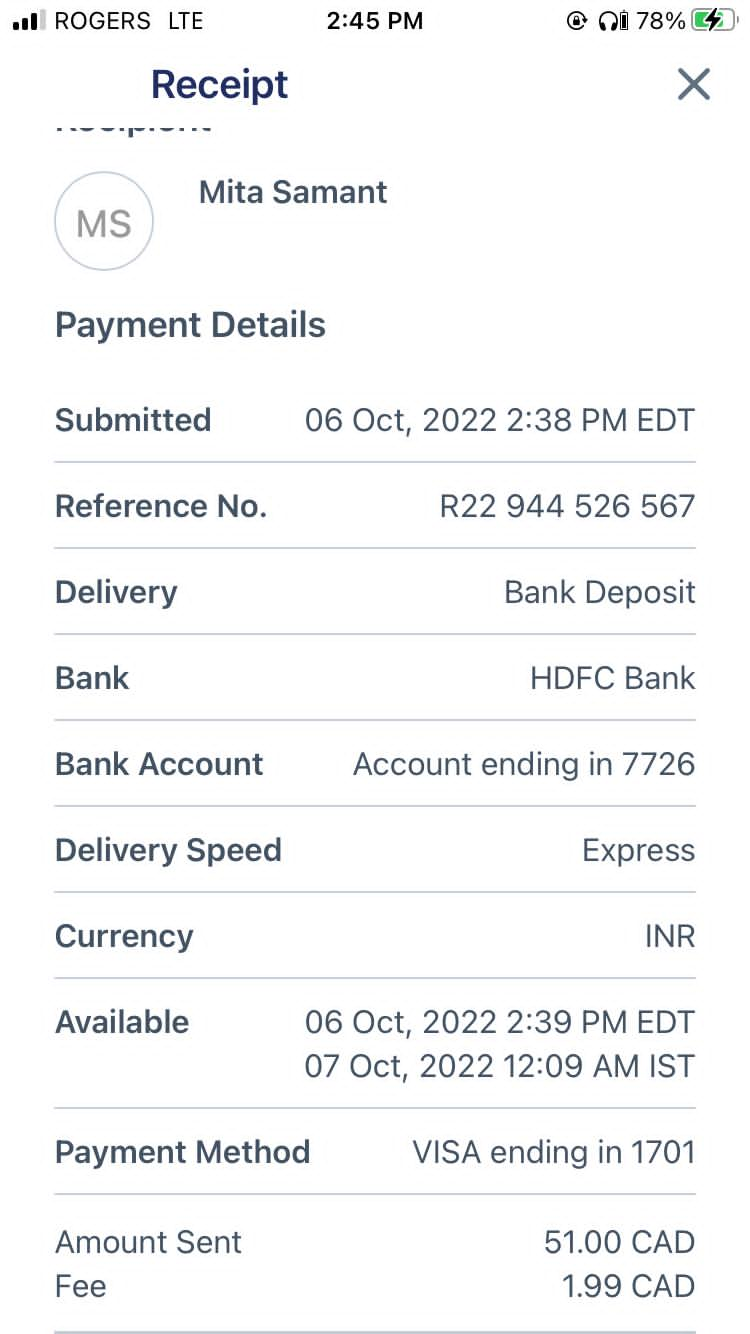 ROGERS LTE 2:45 PM 78%
Receipt
Recipient
MS Mita Samant
Payment Details
Submitted 06 Oct, 2022 2:38 PM EDT
Reference No. R22 944 526 567
Delivery Bank Deposit
Bank HDFC Bank
Bank Account Account ending in 7726
Delivery Speed Express
Currency INR
Available 06 Oct, 2022 2:39 PM EDT
07 Oct, 2022 12:09 AM IST
Payment Method VISA ending in 1701
Amount Sent 51.00 CAD
Fee 1.99 CAD